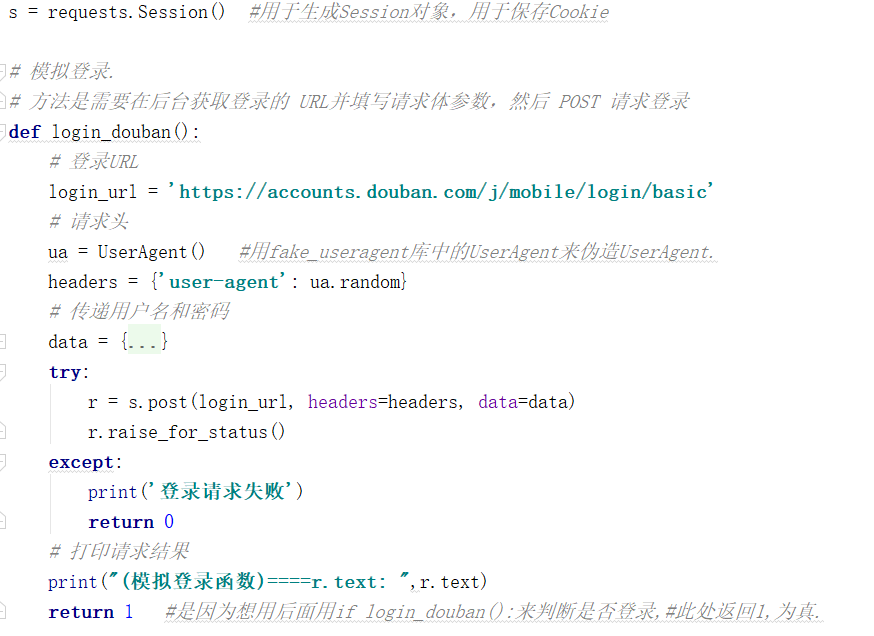 s = requests.Session()  #用于生成Session对象，用于保存Cookie
# 模拟登录.
# 方法是需要在后台获取登录的 URL并填写请求体参数，然后 POST 请求登录
def login_douban():
    # 登录URL
    login_url = 'https://accounts.douban.com/j/mobile/login/basic'
    # 请求头
    ua = UserAgent()   #用fake_useragent库中的UserAgent来伪造UserAgent.
    headers = {'user-agent': ua.random}
    # 传递用户名和密码
    data = {...}
    try:
        r = s.post(login_url, headers=headers, data=data)
        r.raise_for_status()
    except:
        print('登录请求失败')
        return 0
    # 打印请求结果
    print("(模拟登录函数)====r.text: ",r.text)
    return 1   #是因为想用后面用if login_douban():来判断是否登录,#此处返回1,为真.